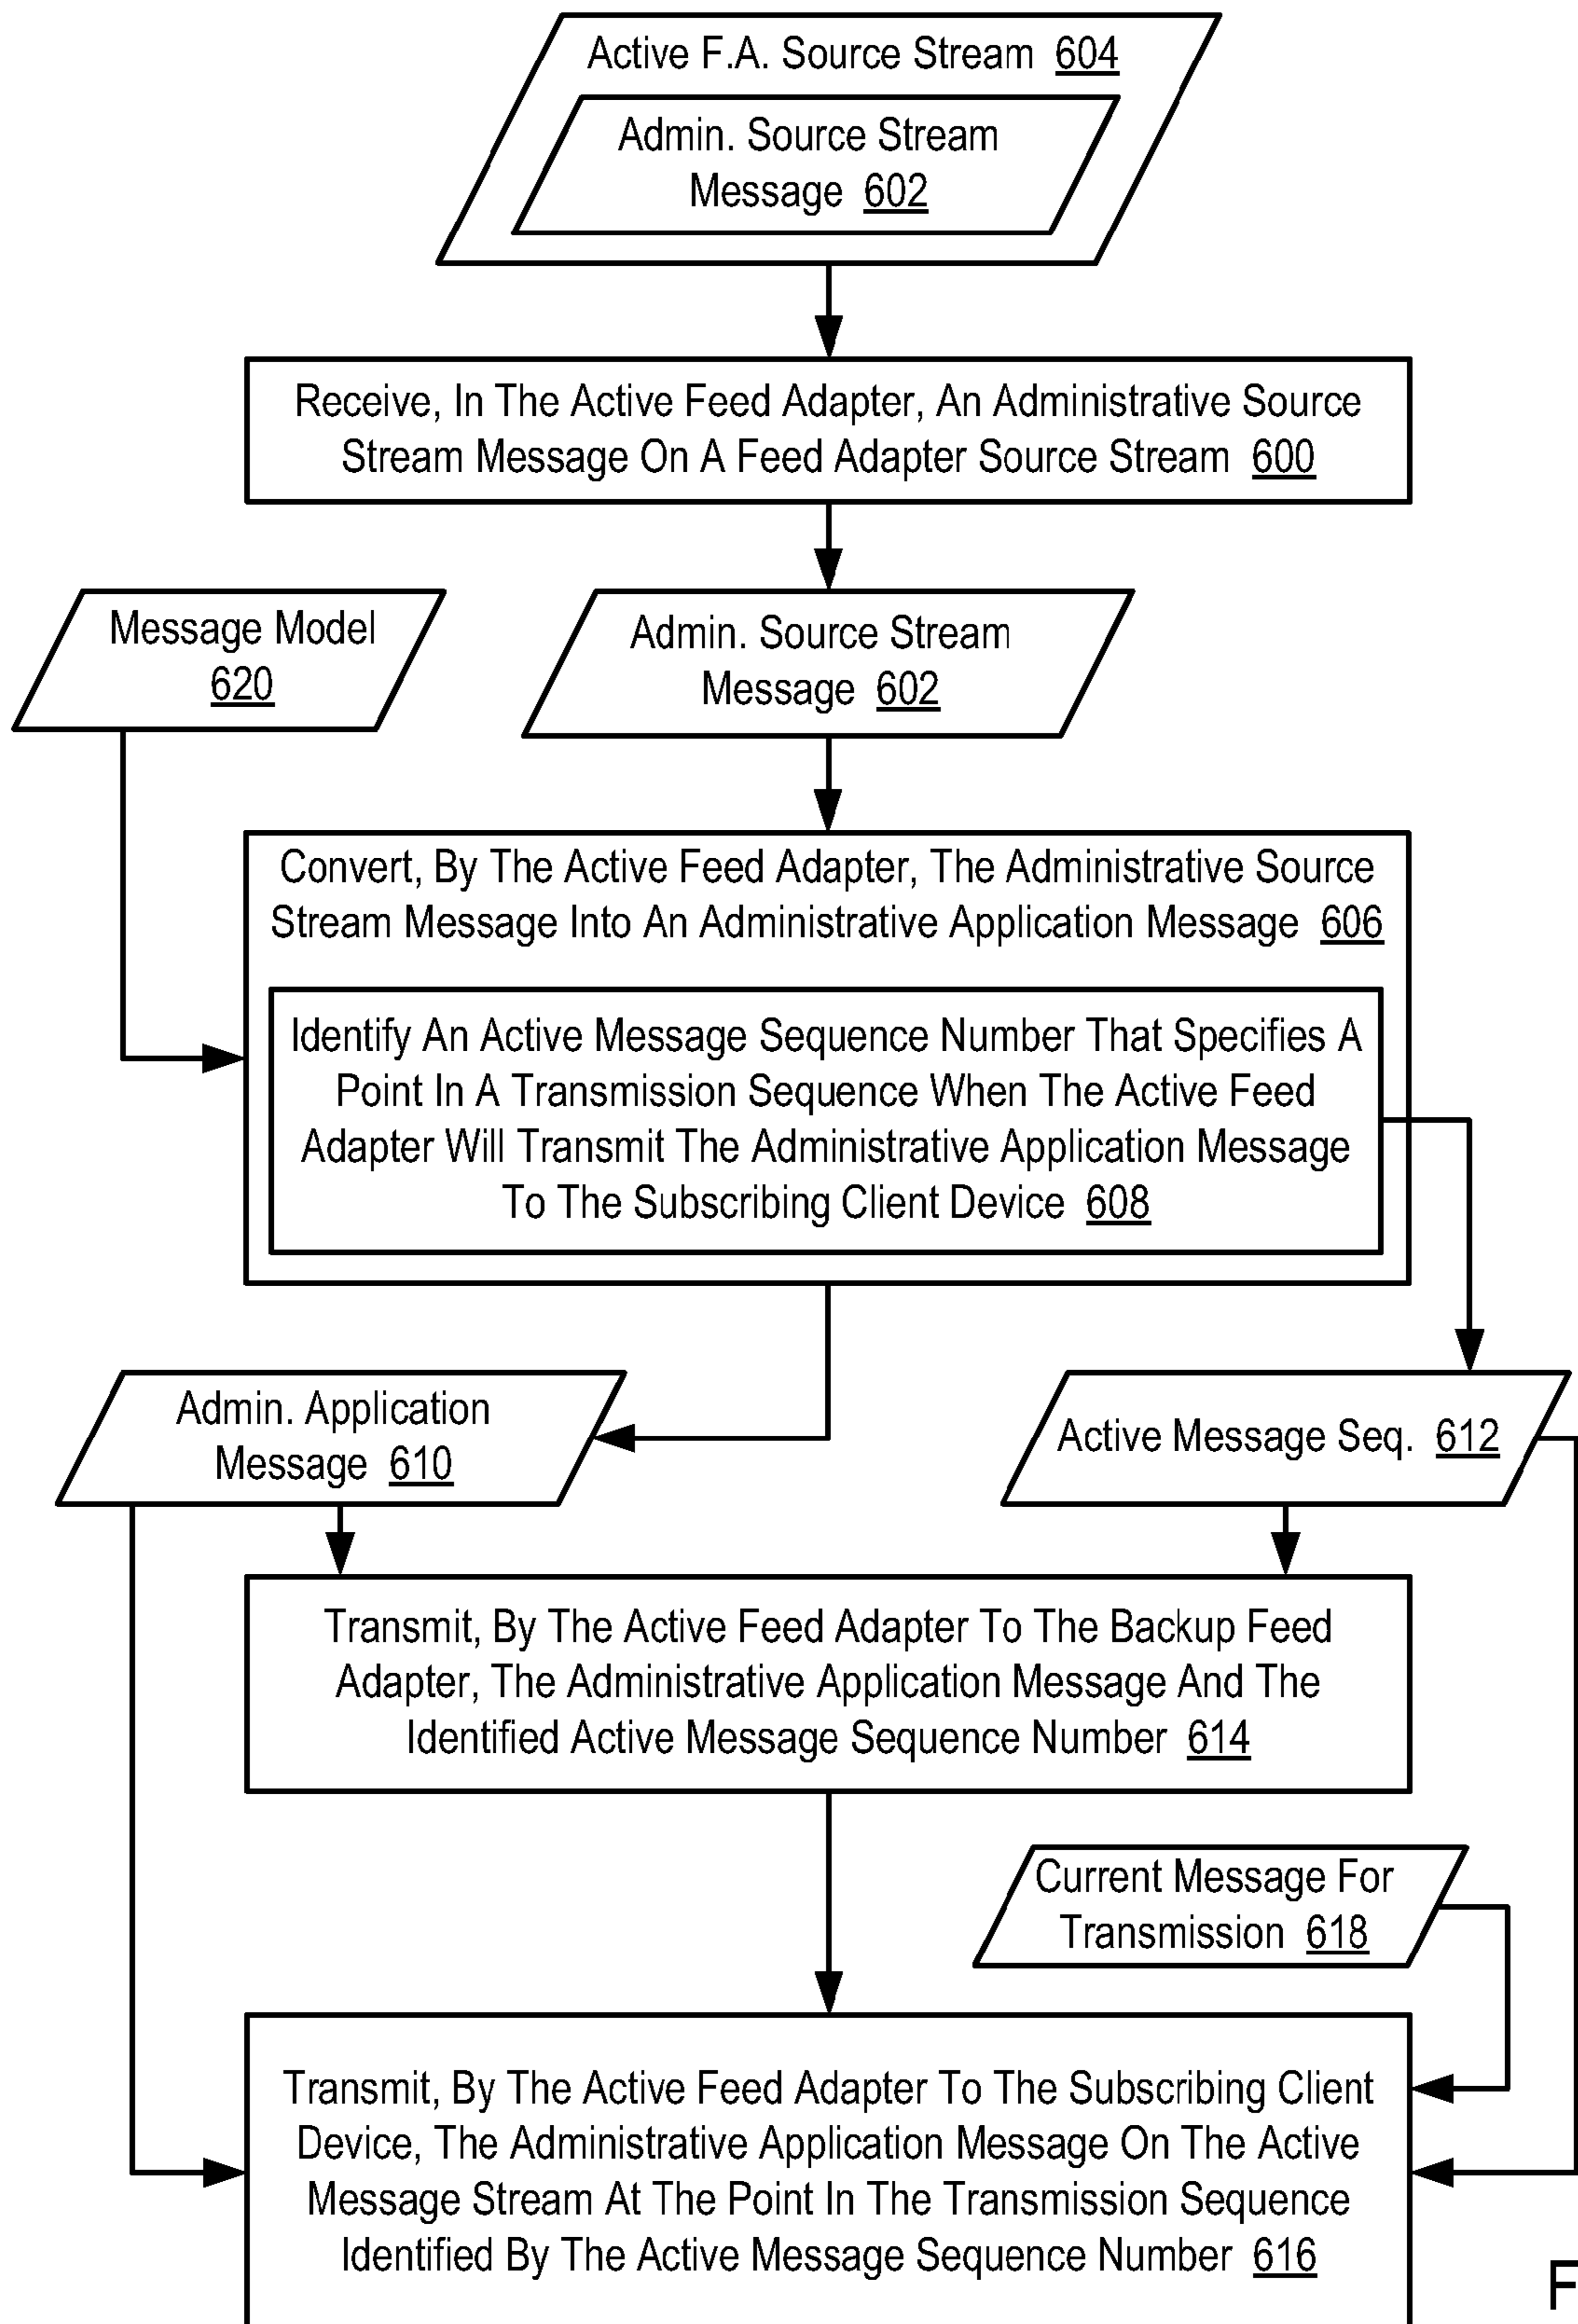 Active F.A. Source Stream 604
Admin. Source Stream
Message 602
Receive, In The Active Feed Adapter, An Administrative Source
Stream Message On A Feed Adapter Source Stream 600
Message Model
620
Admin. Source Stream
Message 602
Convert, By The Active Feed Adapter, The Administrative Source
Stream Message Into An Administrative Application Message 606
Identify An Active Message Sequence Number That Specifies A
Point In A Transmission Sequence When The Active Feed
Adapter Will Transmit The Administrative Application Message
To The Subscribing Client Device 608
Admin. Application
Message 610
Active Message Seq. 612
Transmit, By The Active Feed Adapter To The Backup Feed
Adapter, The Administrative Application Message And The
Identified Active Message Sequence Number 614
Current Message For
Transmission 618
Transmit, By The Active Feed Adapter To The Subscribing Client
Device, The Administrative Application Message On The Active
Message Stream At The Point In The Transmission Sequence
Identified By The Active Message Sequence Number 616
F